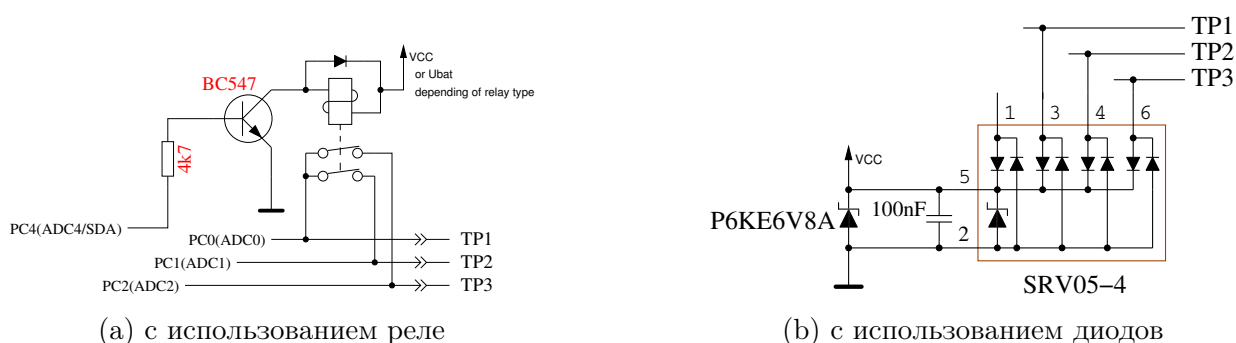 BC547
VCC
or Ubat
depending of relay type
4k7
PC4(ADC4/SDA)
PC0(ADC0)
TP1
PC1(ADC1)
TP2
PC2(ADC2)
TP3
(a) с использованием реле
TP1
TP2
TP3
1
3
4
6
VCC
5
P6KE6V8A
100nF
2
SRV05−4
(b) с использованием диодов